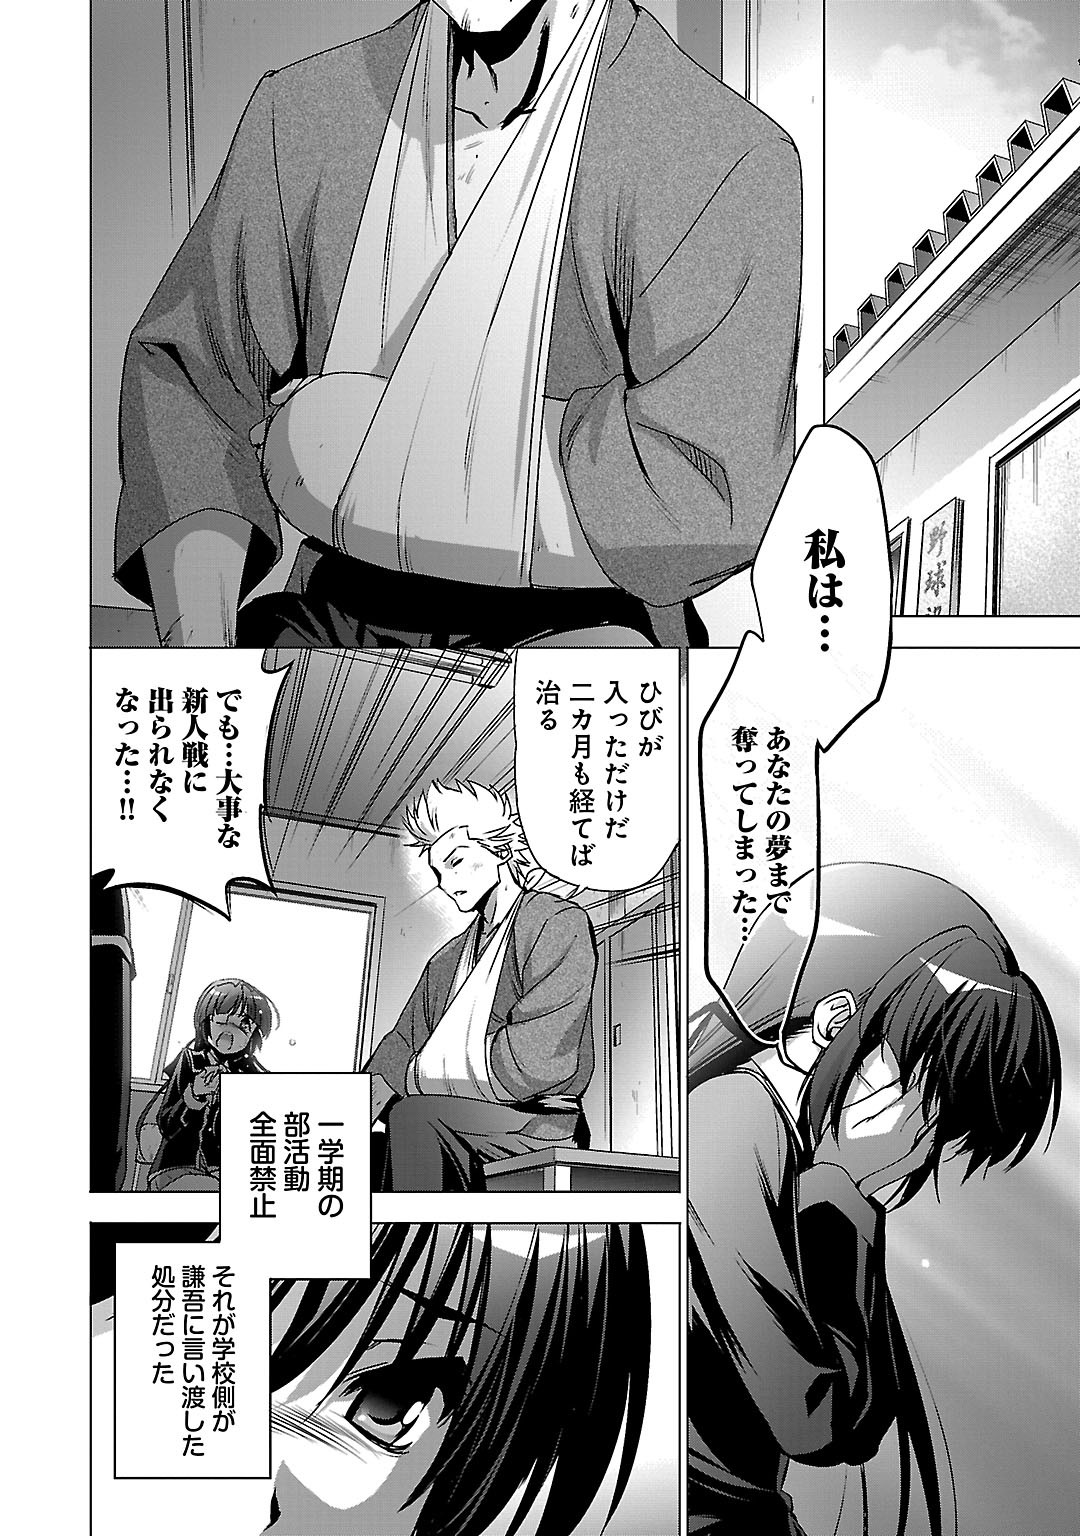 野球部
私は…
あなたの夢まで
奪ってしまった…
ひびが
入っただけだ
二カ月も経てば
治る
でも…大事な
新人戦に
出られなく
なった…!!
一学期の
部活動
全面禁止
それが学校側が
謙吾に言い渡した
処分だった